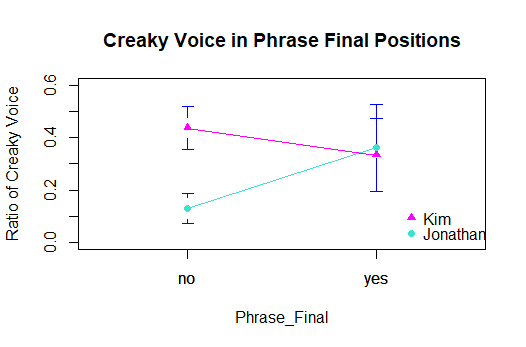 Creaky Voice in Phrase Final Positions
Ratio of Creaky Voice
0.6
0.4
0.2
0.0
no yes
Kim
Jonathan
Phrase_Final